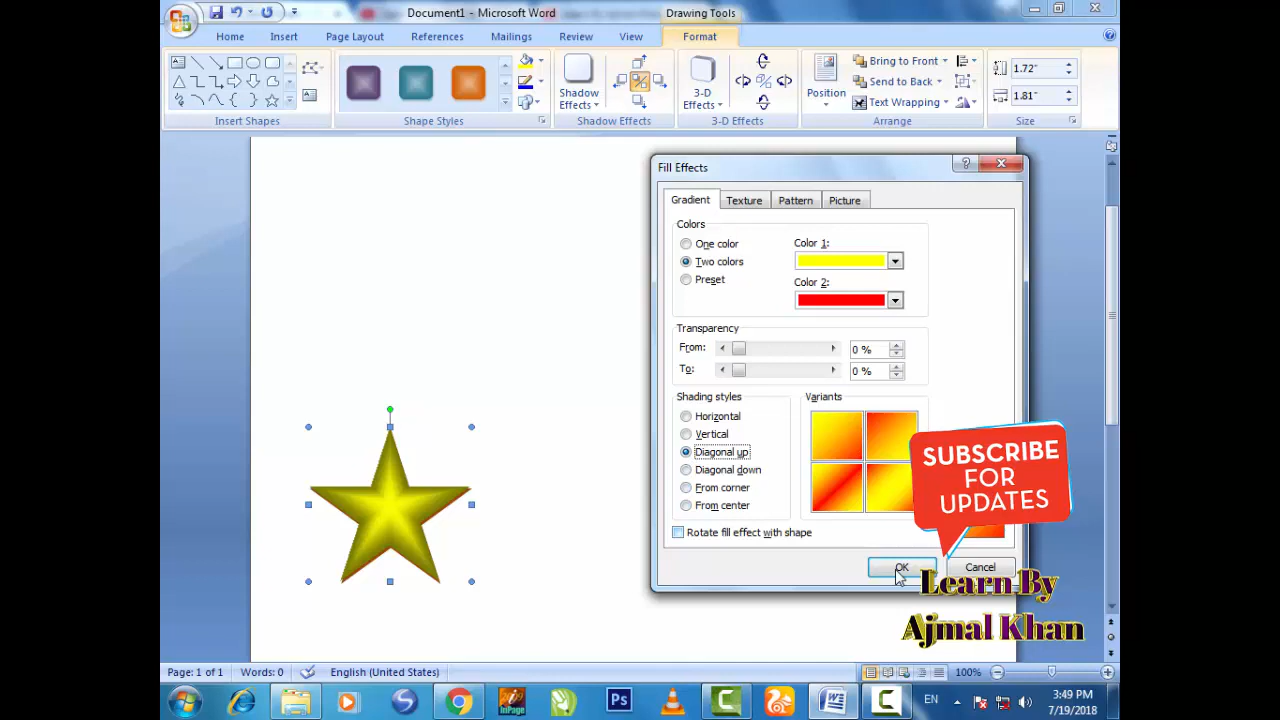 Document1 - Microsoft Word
Drawing Tools
Home Insert Page Layout References Mailings Review View Format
Shadow Effects
3-D Effects
Position
Bring to Front
Send to Back
Text Wrapping
1.72"
1.81"
Insert Shapes
Shape Styles
Shadow Effects
3-D Effects
Arrange
Size
Fill Effects
Gradient Texture Pattern Picture
Colors
One color
Two colors
Preset
Color 1:
Color 2:
Transparency
From: 0 %
To: 0 %
Shading styles
Horizontal
Vertical
Diagonal up
Diagonal down
From corner
From center
Variants
Rotate fill effect with shape
OK
Cancel
SUBSCRIBE
FOR
UPDATES
Learn By
Ajmal Khan
Page: 1 of 1 Words: 0 English (United States) 100%
InPage
Ps
EN
3:49 PM
7/19/2018